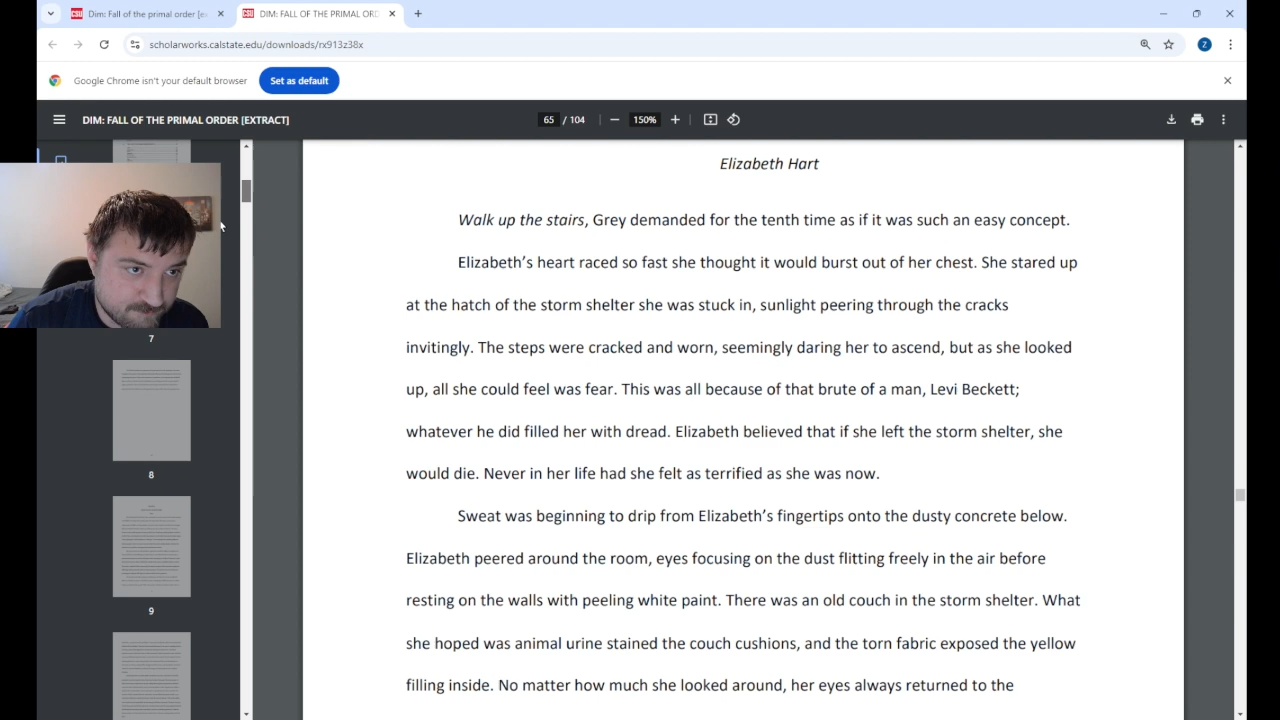 Dim: Fall of the primal order [e
DIM: FALL OF THE PRIMAL ORD
scholarworks.calstate.edu/downloads/rx913z38x
Z
Google Chrome isn't your default browser
Set as default
DIM: FALL OF THE PRIMAL ORDER [EXTRACT]
65 / 104
150%
7
8
9
Elizabeth Hart
Walk up the stairs, Grey demanded for the tenth time as if it was such an easy concept.
Elizabeth’s heart raced so fast she thought it would burst out of her chest. She stared up
at the hatch of the storm shelter she was stuck in, sunlight peering through the cracks
invitingly. The steps were cracked and worn, seemingly daring her to ascend, but as she looked
up, all she could feel was fear. This was all because of that brute of a man, Levi Beckett;
whatever he did filled her with dread. Elizabeth believed that if she left the storm shelter, she
would die. Never in her life had she felt as terrified as she was now.
Sweat was beginning to drip from Elizabeth’s fingertips onto the dusty concrete below.
Elizabeth peered around the room, eyes focusing on the dust flitting freely in the air before
resting on the walls with peeling white paint. There was an old couch in the storm shelter. What
she hoped was animal urine stained the couch cushions, and the torn fabric exposed the yellow
filling inside. No matter how much she looked around, her eyes always returned to the